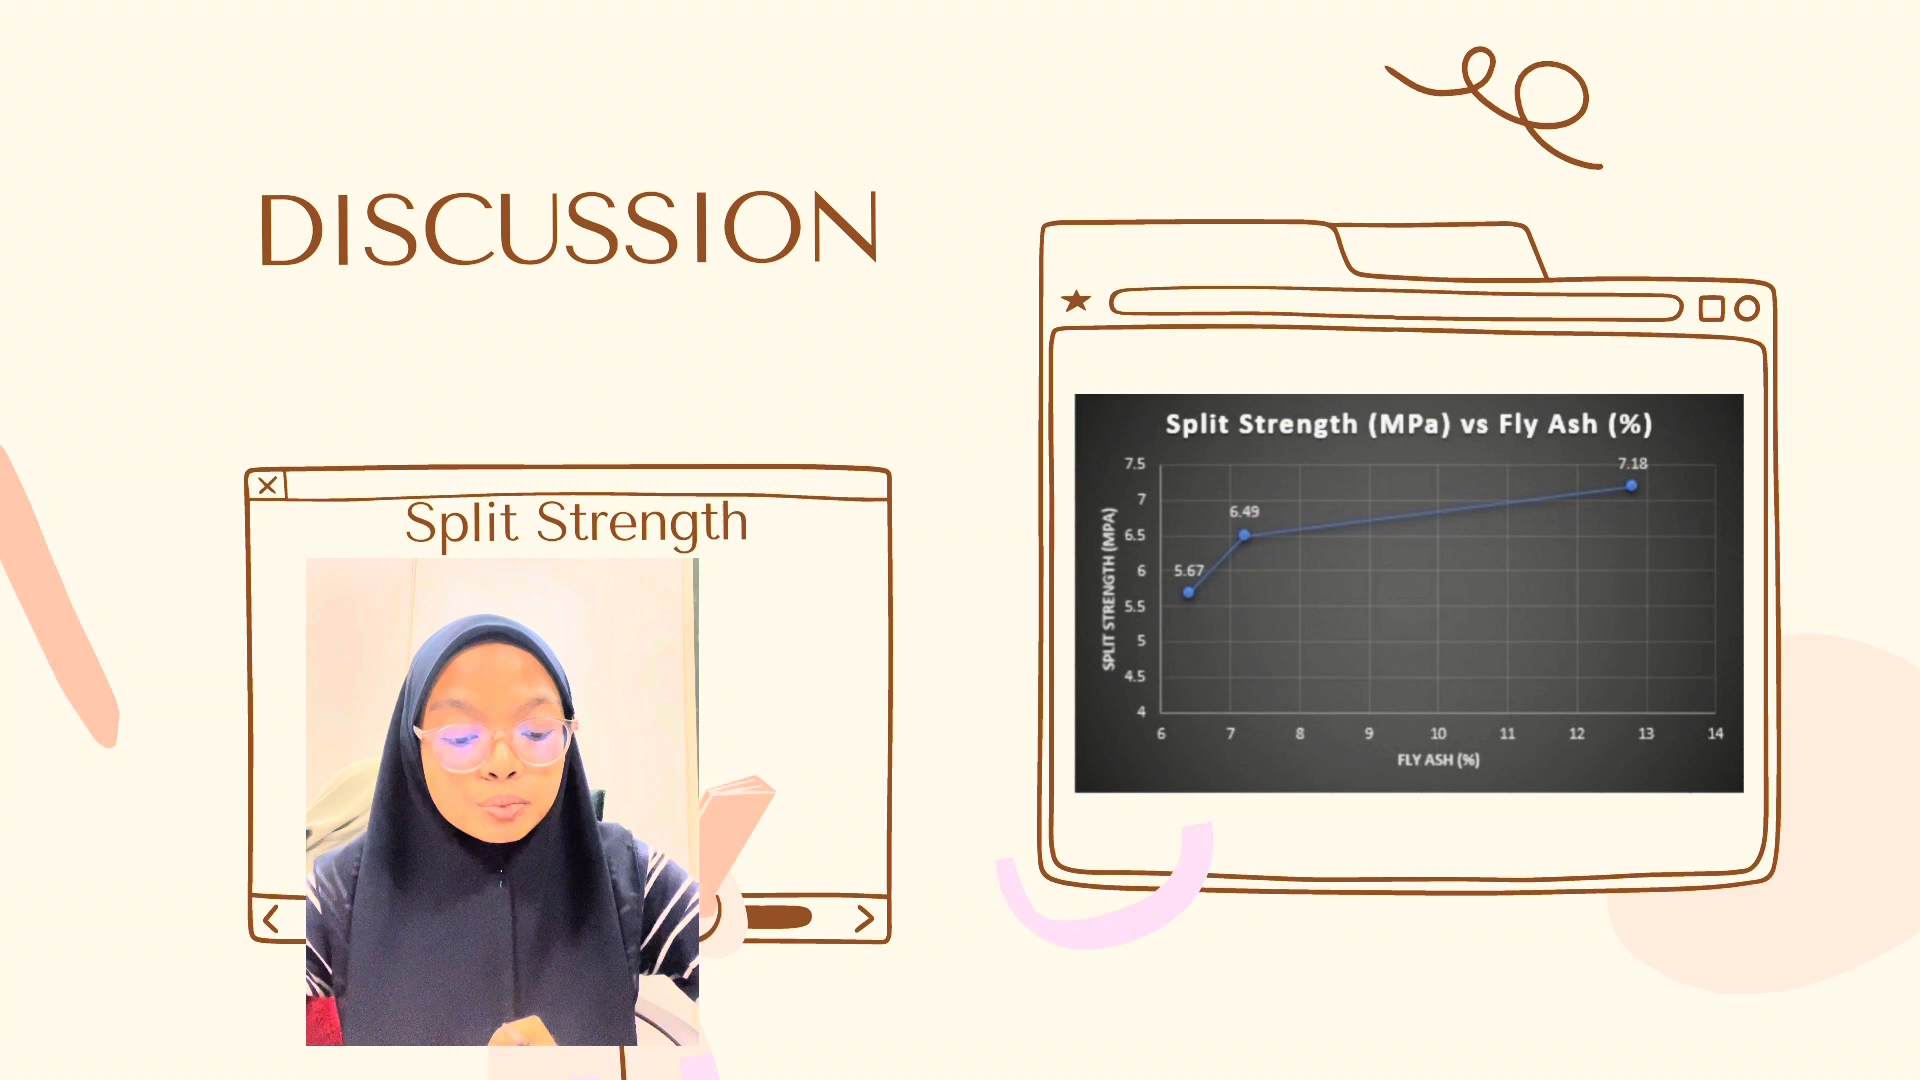 DISCUSSION
Split Strength
Split Strength (MPa) vs Fly Ash (%)
SPLIT STRENGTH (MPA)
7.5
7
6.5
6
5.5
5
4.5
4
5.67
6.49
7.18
6 7 8 9 10 11 12 13 14
FLY ASH (%)